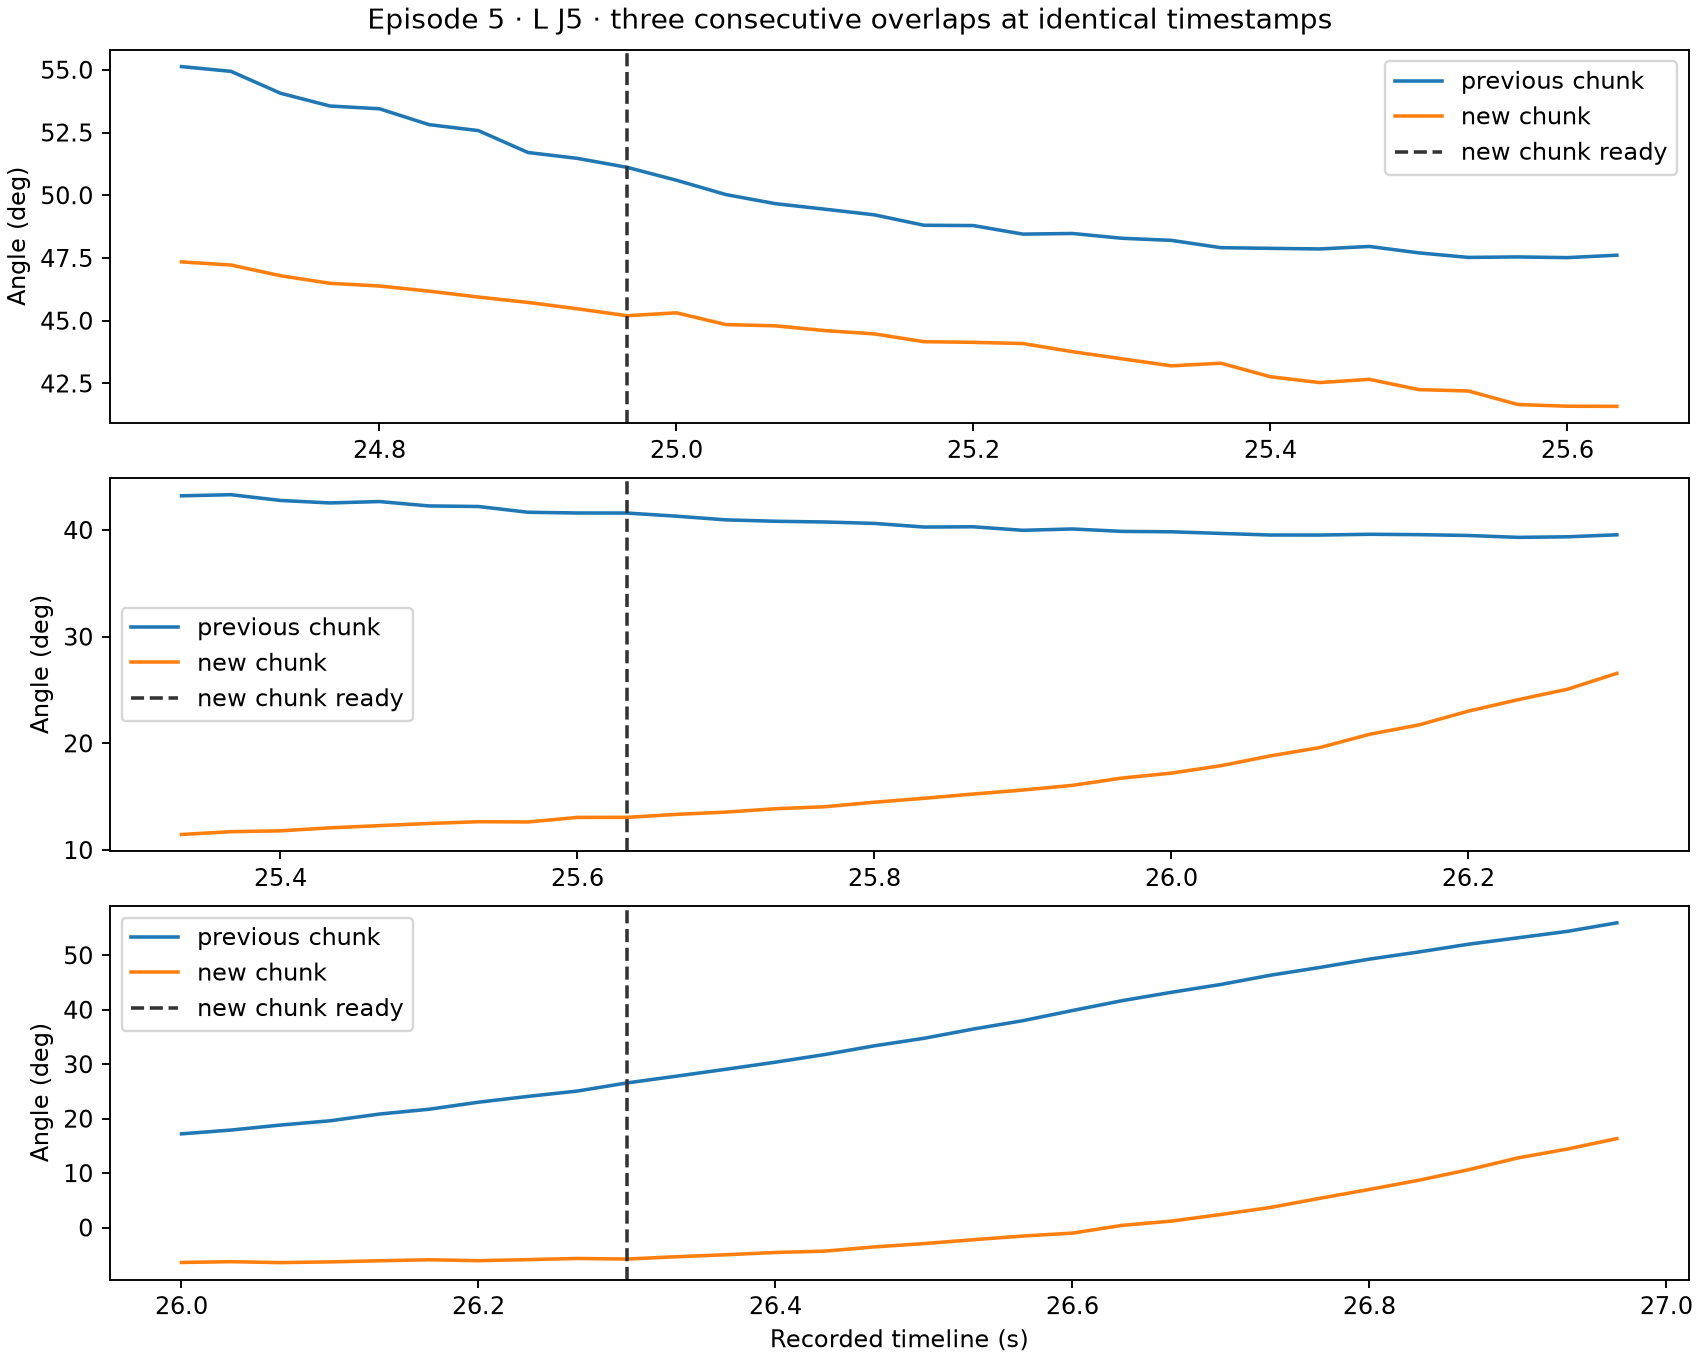 Episode 5 · L J5 · three consecutive overlaps at identical timestamps
Angle (deg)
55.0
52.5
50.0
47.5
45.0
42.5
previous chunk
new chunk
new chunk ready
24.8 25.0 25.2 25.4 25.6
Angle (deg)
40
30
20
10
previous chunk
new chunk
new chunk ready
25.4 25.6 25.8 26.0 26.2
Angle (deg)
50
40
30
20
10
0
previous chunk
new chunk
new chunk ready
26.0 26.2 26.4 26.6 26.8 27.0
Recorded timeline (s)